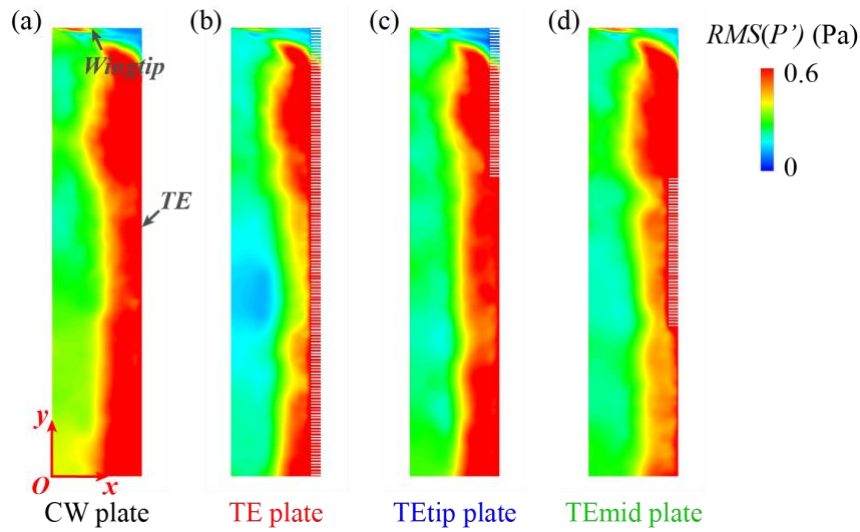 (a) (b) (c) (d) RMS(P') (Pa)
Wingtip
0.6
0
TE
y
O x
CW plate TE plate TEtip plate TEmid plate